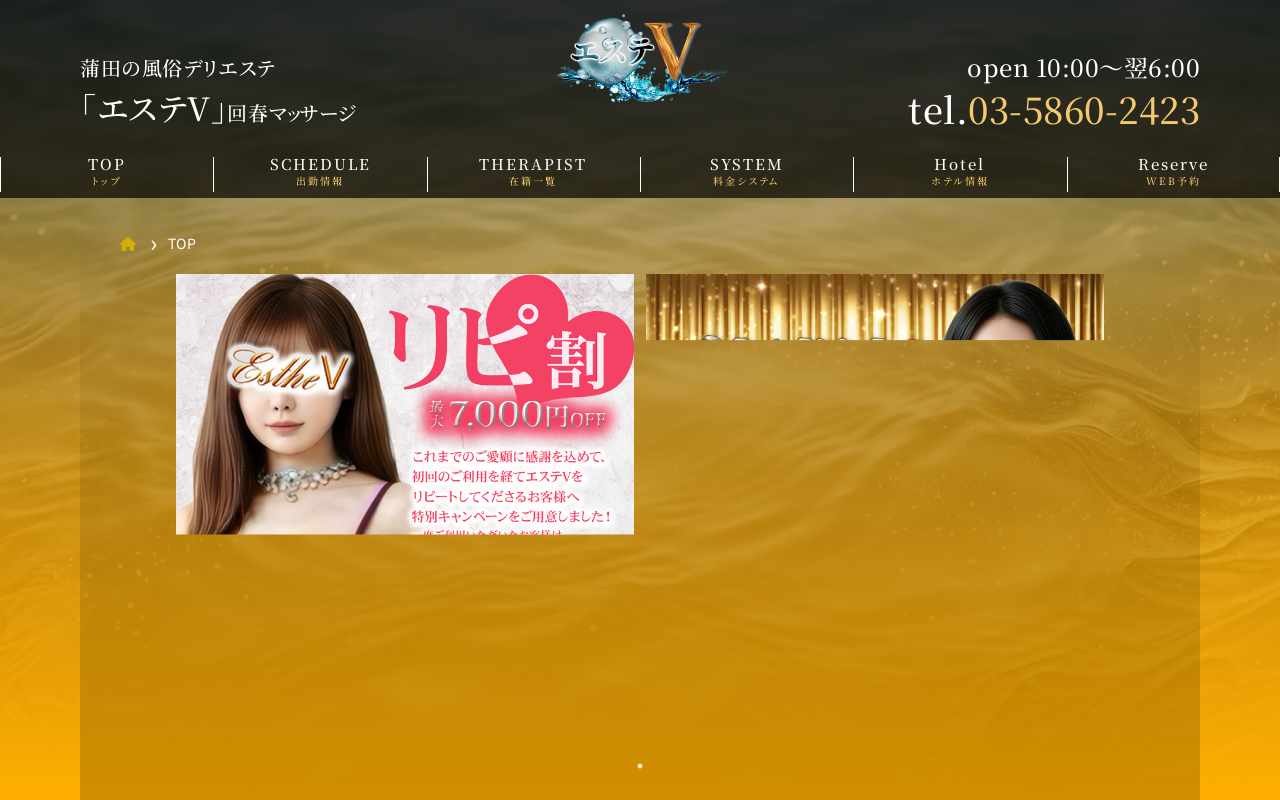 蒲田の風俗デリエステ
「エステV」回春マッサージ
エステV
open 10:00〜翌6:00
tel.03-5860-2423
TOP
トップ
SCHEDULE
出勤情報
THERAPIST
在籍一覧
SYSTEM
料金システム
Hotel
ホテル情報
Reserve
WEB予約
TOP
EstheV
リピ割
最大7,000円OFF
これまでのご愛顧に感謝を込めて、
初回のご利用を経てエステVを
リピートしてくださるお客様へ
特別キャンペーンをご用意しました!